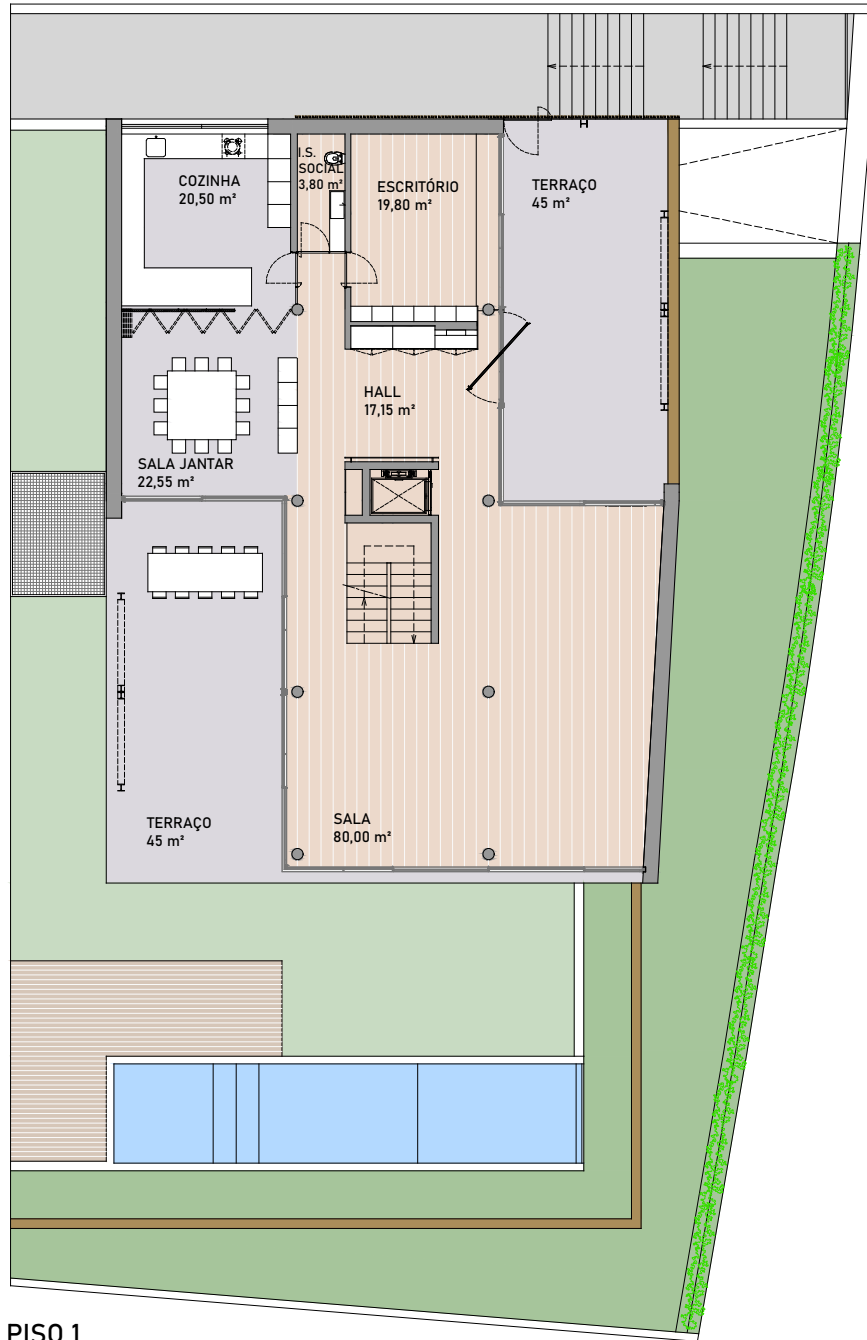 I.S.
SOCIAL
3,80 m²
COZINHA
20,50 m²
ESCRITÓRIO
19,80 m²
TERRAÇO
45 m²
HALL
17,15 m²
SALA JANTAR
22,55 m²
TERRAÇO
45 m²
SALA
80,00 m²
PISO 1